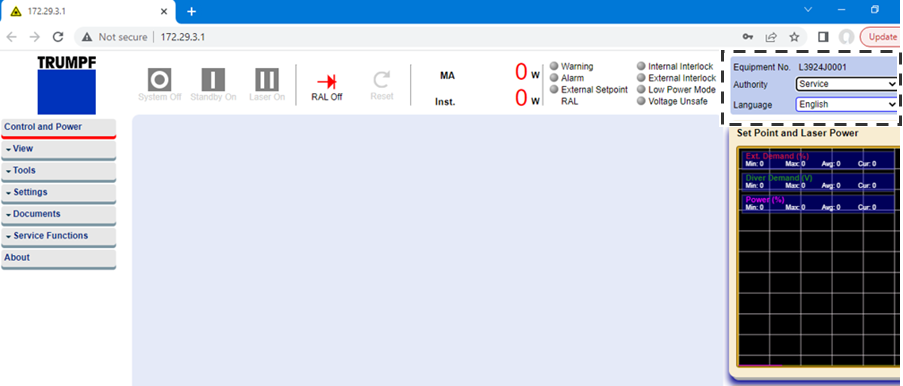 172.29.3.1
Not secure | 172.29.3.1
Update
TRUMPF
System Off
Standby On
Laser On
RAL Off
Reset
MA 0 W
Inst. 0 W
Warning
Alarm
External Setpoint
RAL
Internal Interlock
External Interlock
Low Power Mode
Voltage Unsafe
Equipment No. L3924J0001
Authority Service
Language English
Control and Power
View
Tools
Settings
Documents
Service Functions
About
Set Point and Laser Power
Ext. Demand (%)
Min: 0 Max: 0 Avg: 0 Cur: 0
Diver Demand (V)
Min: 0 Max: 0 Avg: 0 Cur: 0
Power (%)
Min: 0 Max: 0 Avg: 0 Cur: 0